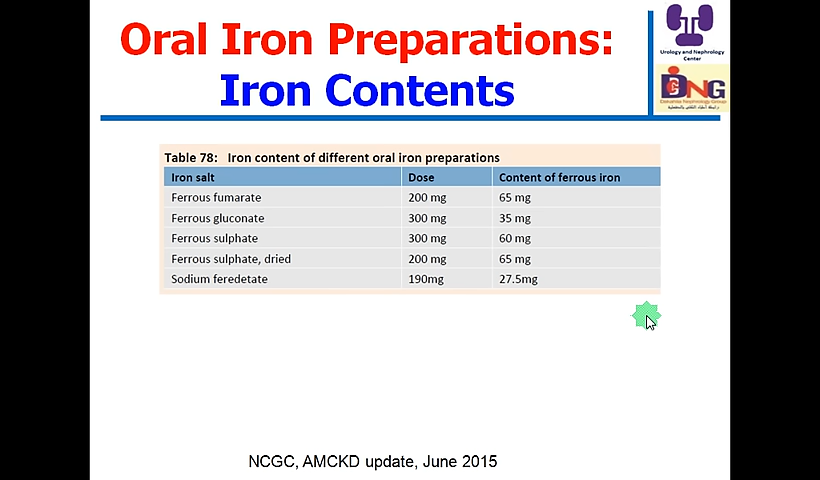 Oral Iron Preparations:
Iron Contents
Urology and Nephrology
Center
DNG
Dakahlia Nephrology Group
Table 78: Iron content of different oral iron preparations
Iron salt Dose Content of ferrous iron
Ferrous fumarate 200 mg 65 mg
Ferrous gluconate 300 mg 35 mg
Ferrous sulphate 300 mg 60 mg
Ferrous sulphate, dried 200 mg 65 mg
Sodium feredetate 190mg 27.5mg
NCGC, AMCKD update, June 2015